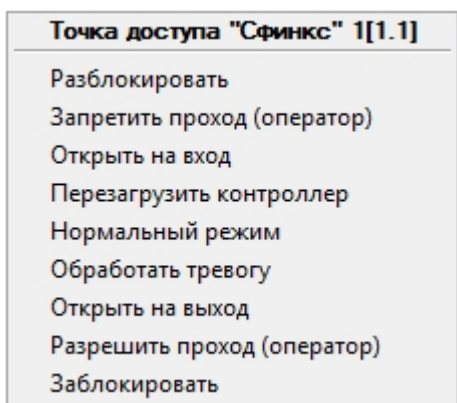 Точка доступа "Сфинкс" 1[1.1]
Разблокировать
Запретить проход (оператор)
Открыть на вход
Перезагрузить контроллер
Нормальный режим
Обработать тревогу
Открыть на выход
Разрешить проход (оператор)
Заблокировать